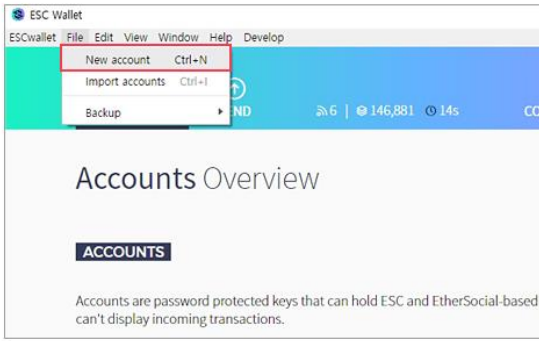 ESC Wallet
ESCwallet File Edit View Window Help Develop
New account Ctrl+N
Import accounts Ctrl+I
Backup
ND 6 | 146,881 14s CO
Accounts Overview
ACCOUNTS
Accounts are password protected keys that can hold ESC and EtherSocial-based
can't display incoming transactions.